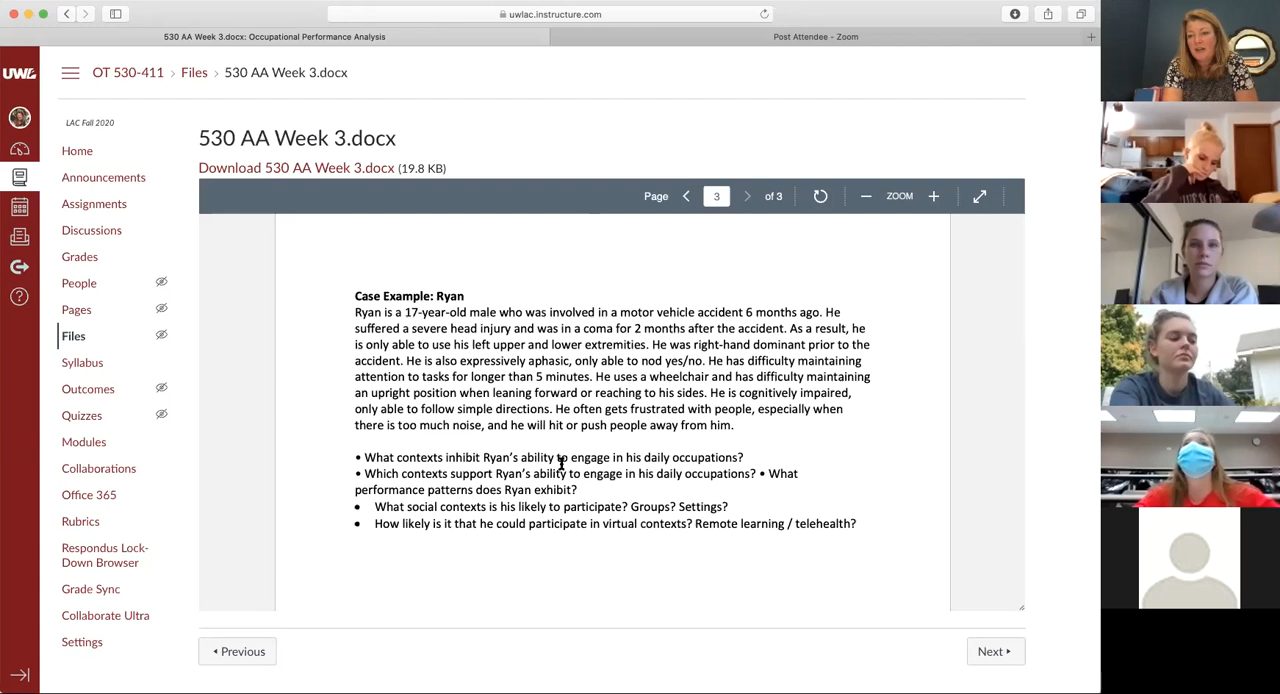 uwlac.instructure.com
530 AA Week 3.docx: Occupational Performance Analysis
Post Attendee - Zoom
UWL
OT 530-411 > Files > 530 AA Week 3.docx
LAC Fall 2020
Home
Announcements
Assignments
Discussions
Grades
People
Pages
Files
Syllabus
Outcomes
Quizzes
Modules
Collaborations
Office 365
Rubrics
Respondus Lock-
Down Browser
Grade Sync
Collaborate Ultra
Settings
530 AA Week 3.docx
Download 530 AA Week 3.docx (19.8 KB)
Page 3 of 3 ZOOM
Case Example: Ryan
Ryan is a 17-year-old male who was involved in a motor vehicle accident 6 months ago. He
suffered a severe head injury and was in a coma for 2 months after the accident. As a result, he
is only able to use his left upper and lower extremities. He was right-hand dominant prior to the
accident. He is also expressively aphasic, only able to nod yes/no. He has difficulty maintaining
attention to tasks for longer than 5 minutes. He uses a wheelchair and has difficulty maintaining
an upright position when leaning forward or reaching to his sides. He is cognitively impaired,
only able to follow simple directions. He often gets frustrated with people, especially when
there is too much noise, and he will hit or push people away from him.
• What contexts inhibit Ryan's ability to engage in his daily occupations?
• Which contexts support Ryan's ability to engage in his daily occupations? • What
performance patterns does Ryan exhibit?
• What social contexts is his likely to participate? Groups? Settings?
• How likely is it that he could participate in virtual contexts? Remote learning / telehealth?
Previous
Next